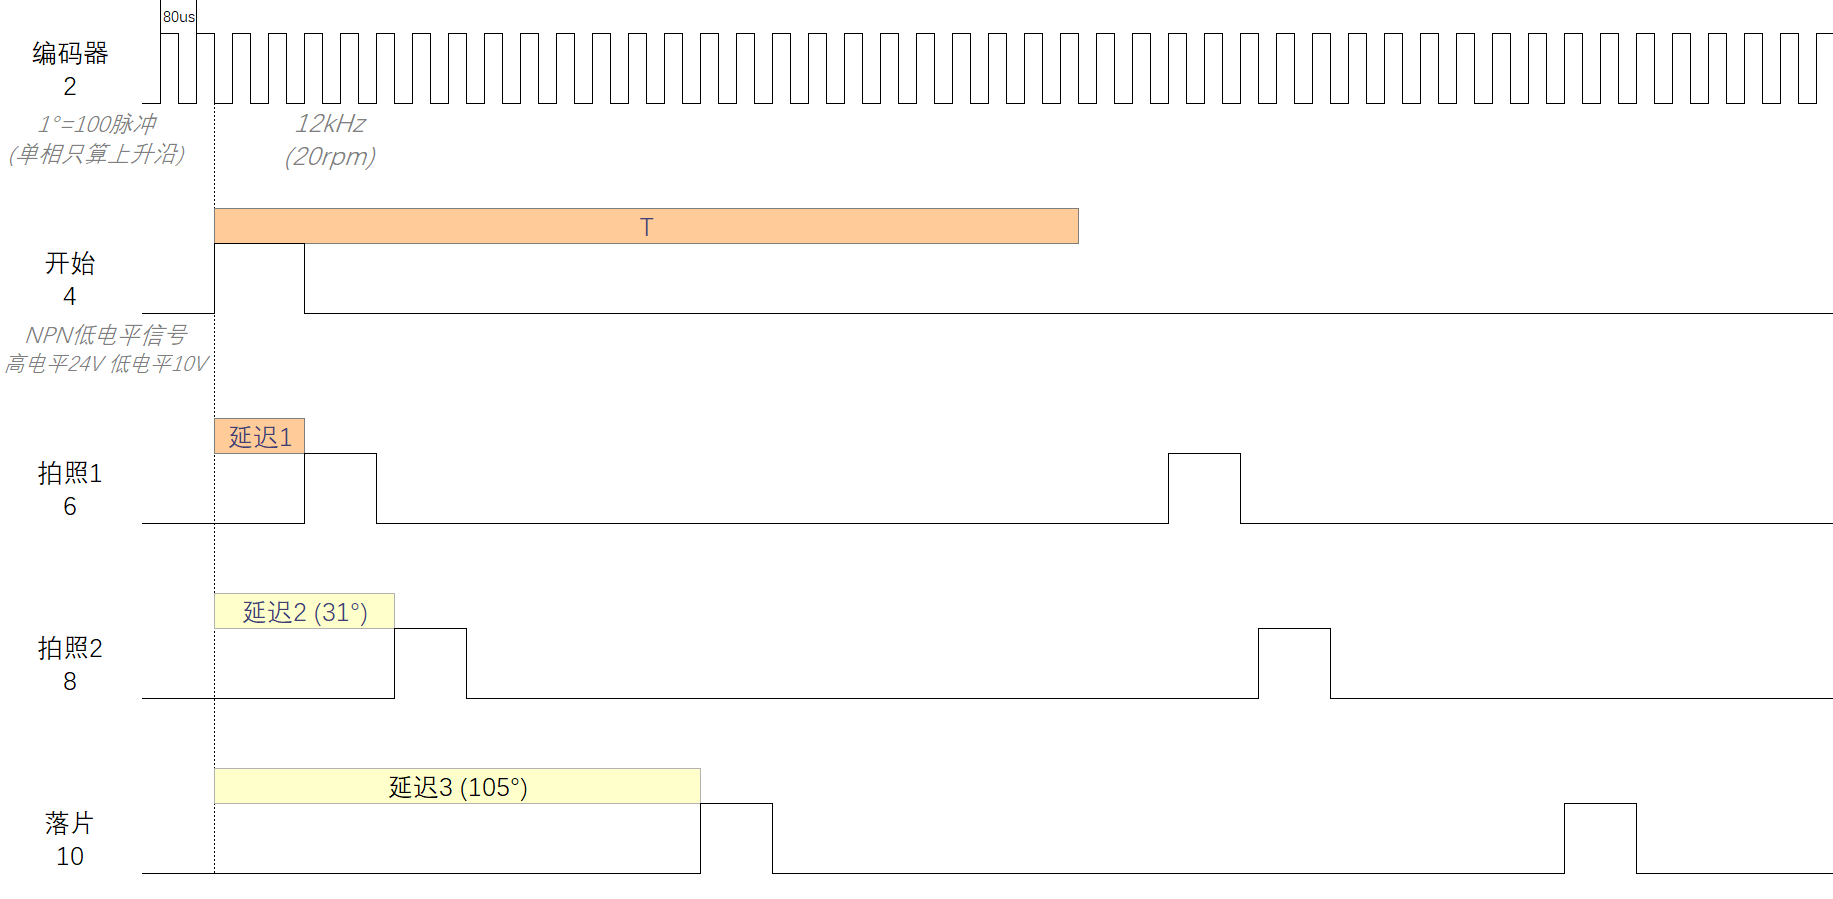 80us
编码器
2
1°=100脉冲
(单相只算上升沿)
12kHz
(20rpm)
T
开始
4
NPN低电平信号
高电平24V 低电平10V
延迟1
拍照1
6
延迟2 (31°)
拍照2
8
延迟3 (105°)
落片
10